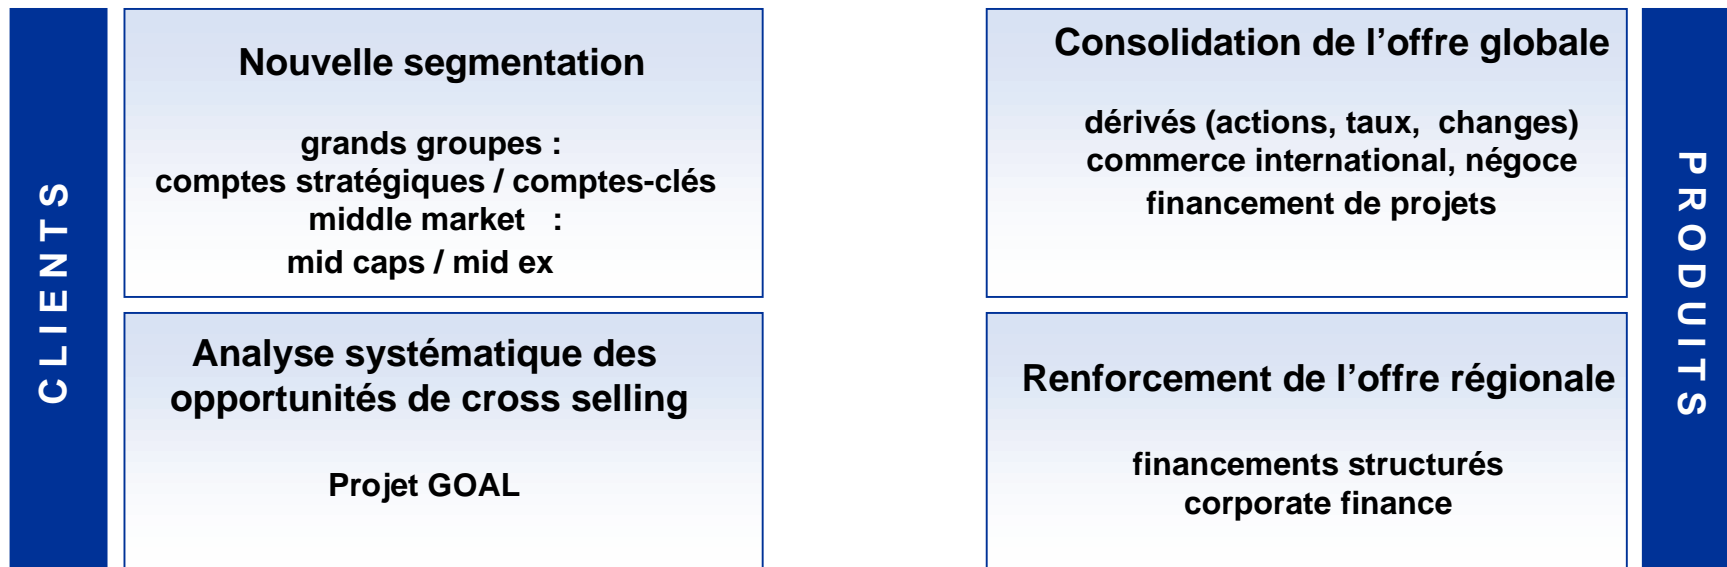 CLIENTS
Nouvelle segmentation
grands groupes :
comptes stratégiques / comptes-clés
middle market :
mid caps / mid ex
Analyse systématique des
opportunités de cross selling
Projet GOAL
Consolidation de l’offre globale
dérivés (actions, taux, changes)
commerce international, négoce
financement de projets
Renforcement de l’offre régionale
financements structurés
corporate finance
PRODUITS